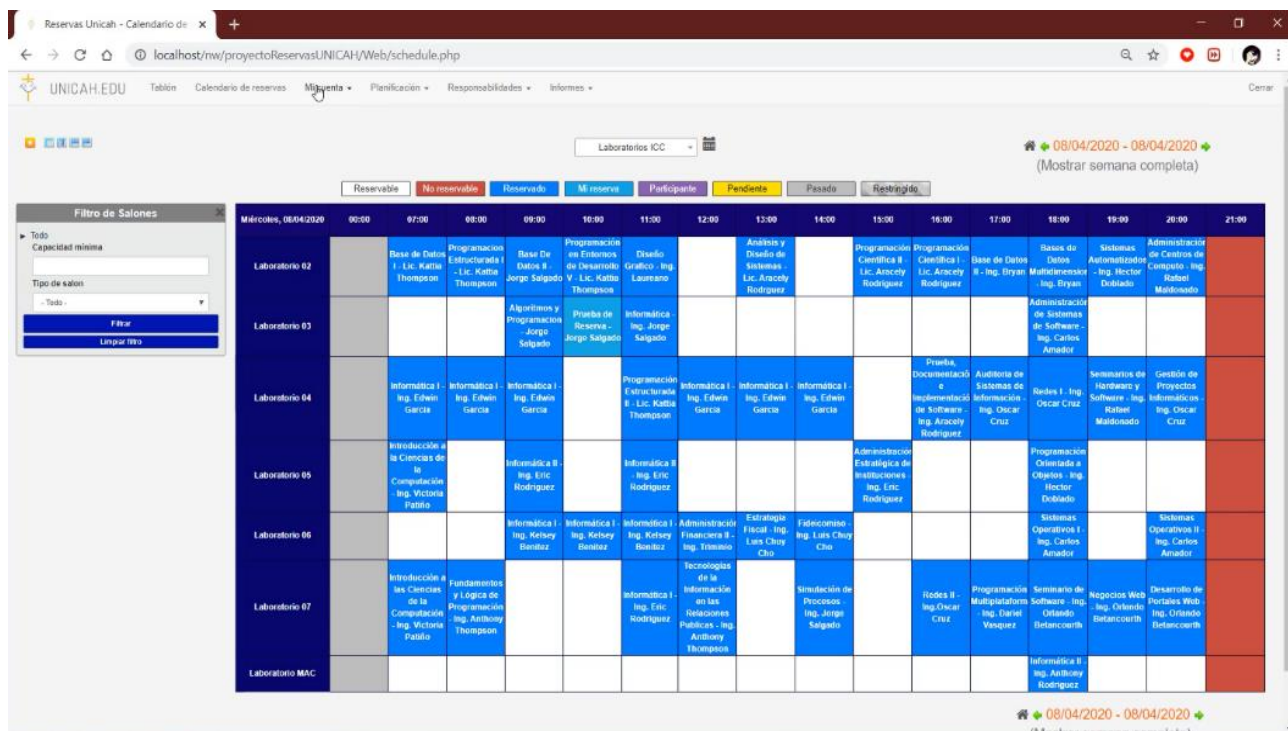 Reservas Unicah - Calendario de
localhost/nw/proyectoReservasUNICAH/Web/schedule.php
UNICAH.EDU Tablón Calendario de reservas Mi cuenta Planificación Responsabilidades Informes Cerrar
Laboratorios ICC
08/04/2020 - 08/04/2020
(Mostrar semana completa)
Reservable No reservable Reservado Mi reserva Participante Pendiente Pasado Restringido
Filtro de Salones
Todo
Capacidad mínima
Tipo de salon
- Todo -
Filtrar
Limpiar filtro
Miércoles, 08/04/2020 00:00 07:00 08:00 09:00 10:00 11:00 12:00 13:00 14:00 15:00 16:00 17:00 18:00 19:00 20:00 21:00
Laboratorio 02
Base de Datos
I - Lic. Kattia
Thompson
Programacion
Estructurada I
- Lic. Kattia
Thompson
Base De
Datos II -
Jorge Salgado
Programación
en Entornos
de Desarrollo
V - Lic. Kattia
Thompson
Diseño
Grafico - Ing.
Laureano
Análisis y
Diseño de
Sistemas -
Lic. Aracely
Rodrguez
Programación
Científica II -
Lic. Aracely
Rodriguez
Programación
Científica I -
Lic. Aracely
Rodriguez
Base de Datos
II - Ing. Bryan
Bases de
Datos
Multidimension
- Ing. Bryan
Sistemas
Automatizados
- Ing. Hector
Doblado
Administración
de Centros de
Computo - Ing.
Rafael
Maldonado
Laboratorio 03
Algoritmos y
Programacion
- Jorge
Salgado
Prueba de
Reserva -
Jorge Salgado
Informática -
Ing. Jorge
Salgado
Administración
de Sistemas
de Software -
Ing. Carlos
Amador
Laboratorio 04
Informática I -
Ing. Edwin
Garcia
Informática I -
Ing. Edwin
Garcia
Informática I -
Ing. Edwin
Garcia
Programación
Estructurada
II - Lic. Kattia
Thompson
Informática I -
Ing. Edwin
Garcia
Informática I -
Ing. Edwin
Garcia
Informática I -
Ing. Edwin
Garcia
Prueba,
Documentació
e
Implementació
de Software -
Ing. Aracely
Rodriguez
Auditoría de
Sistemas de
Información -
Ing. Oscar
Cruz
Redes I - Ing.
Oscar Cruz
Seminarios de
Hardware y
Software - Ing.
Rafael
Maldonado
Gestión de
Proyectos
Informáticos -
Ing. Oscar
Cruz
Laboratorio 05
Introducción a
la Ciencias de
la
Computación
- Ing. Victoria
Patiño
Informática II -
Ing. Eric
Rodriguez
Informática II
- Ing. Eric
Rodriguez
Administración
Estratégica de
Instituciones -
Ing. Eric
Rodriguez
Programación
Orientada a
Objetos - Ing.
Hector
Doblado
Laboratorio 06
Informática I -
Ing. Kelsey
Benitez
Informática I -
Ing. Kelsey
Benitez
Informática I -
Ing. Kelsey
Benitez
Administración
Financiera II -
Ing. Triminio
Estrategia
Fiscal - Ing.
Luis Chuy
Cho
Fideicomiso -
Ing. Luis Chuy
Cho
Sistemas
Operativos I -
Ing. Carlos
Amador
Sistemas
Operativos II -
Ing. Carlos
Amador
Laboratorio 07
Introducción a
las Ciencias
de la
Computación
- Ing. Victoria
Patiño
Fundamentos
y Lógica de
Programación
- Ing. Anthony
Thompson
Informática I -
Ing. Eric
Rodriguez
Tecnologías
de la
Información
en las
Relaciones
Publicas - Ing.
Anthony
Thompson
Simulación de
Procesos -
Ing. Jorge
Salgado
Redes II -
Ing.Oscar
Cruz
Programación
Multiplataform
- Ing. Dariel
Vasquez
Seminario de
Software - Ing.
Orlando
Betancourth
Negocios Web
- Ing. Orlando
Betancourth
Desarrollo de
Portales Web -
Ing. Orlando
Betancourth
Laboratorio MAC
Informática II -
Ing. Anthony
Rodriguez
08/04/2020 - 08/04/2020
(Mostrar semana completa)